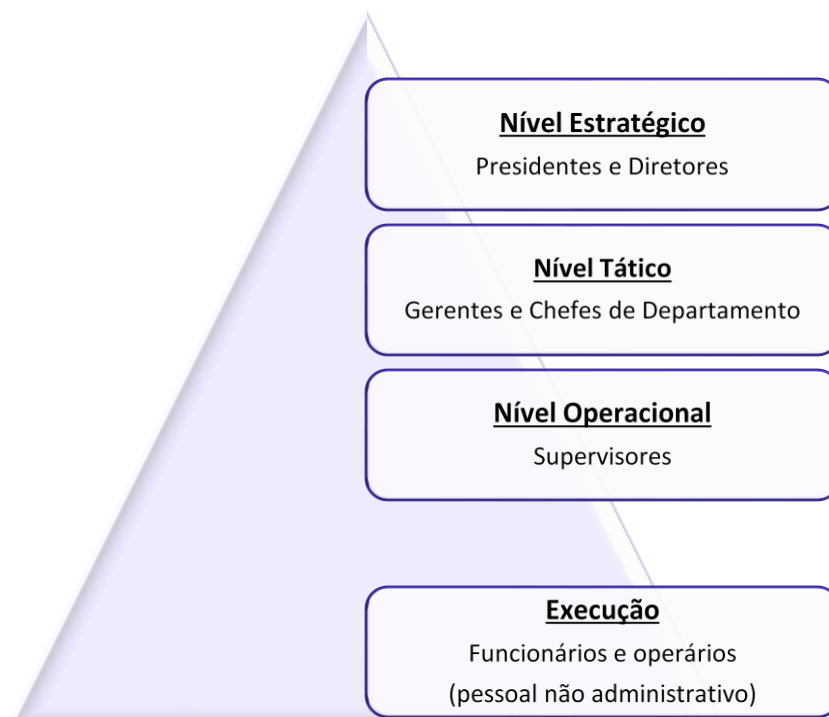 Nível Estratégico
Presidentes e Diretores
Nível Tático
Gerentes e Chefes de Departamento
Nível Operacional
Supervisores
Execução
Funcionários e operários
(pessoal não administrativo)